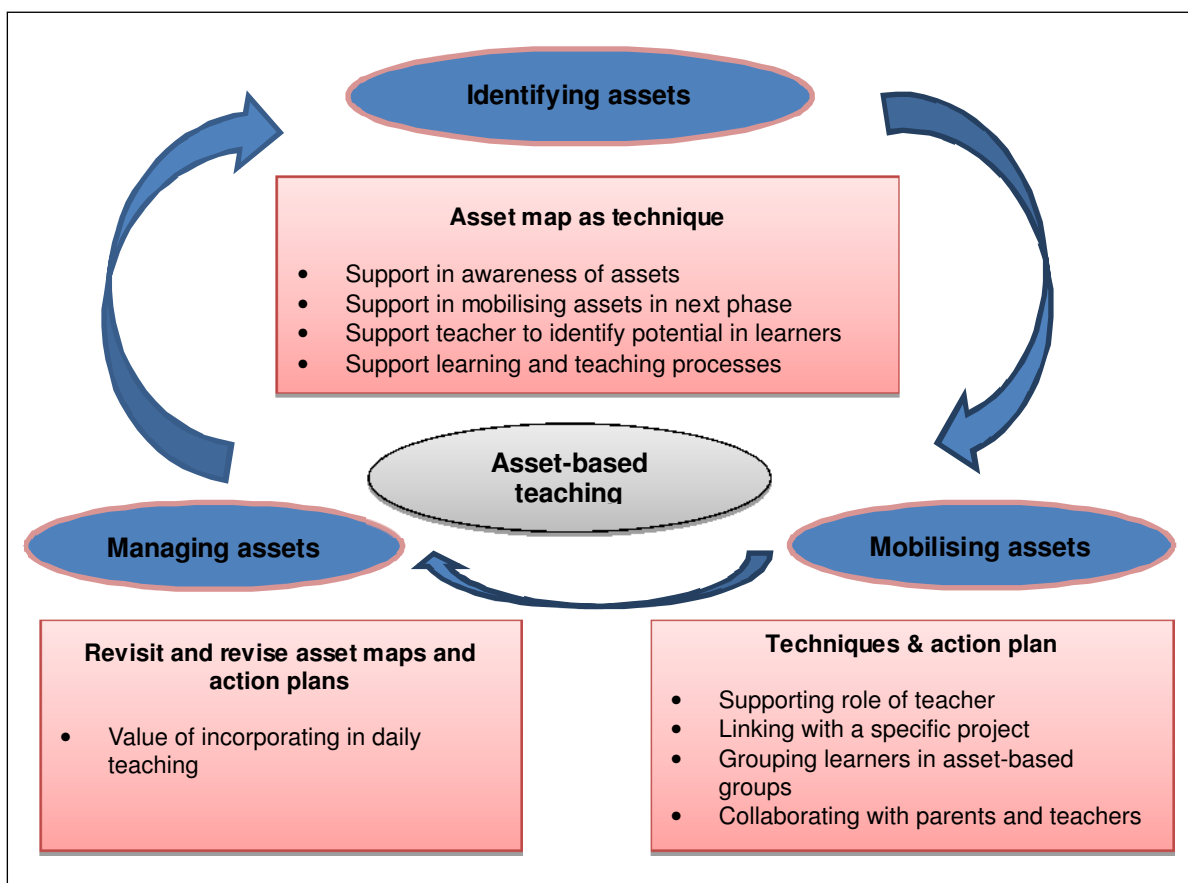 Identifying assets
Asset map as technique
• Support in awareness of assets
• Support in mobilising assets in next phase
• Support teacher to identify potential in learners
• Support learning and teaching processes
Asset-based
teaching
Managing assets
Mobilising assets
Revisit and revise asset maps and
action plans
• Value of incorporating in daily
teaching
Techniques & action plan
• Supporting role of teacher
• Linking with a specific project
• Grouping learners in asset-based
groups
• Collaborating with parents and teachers